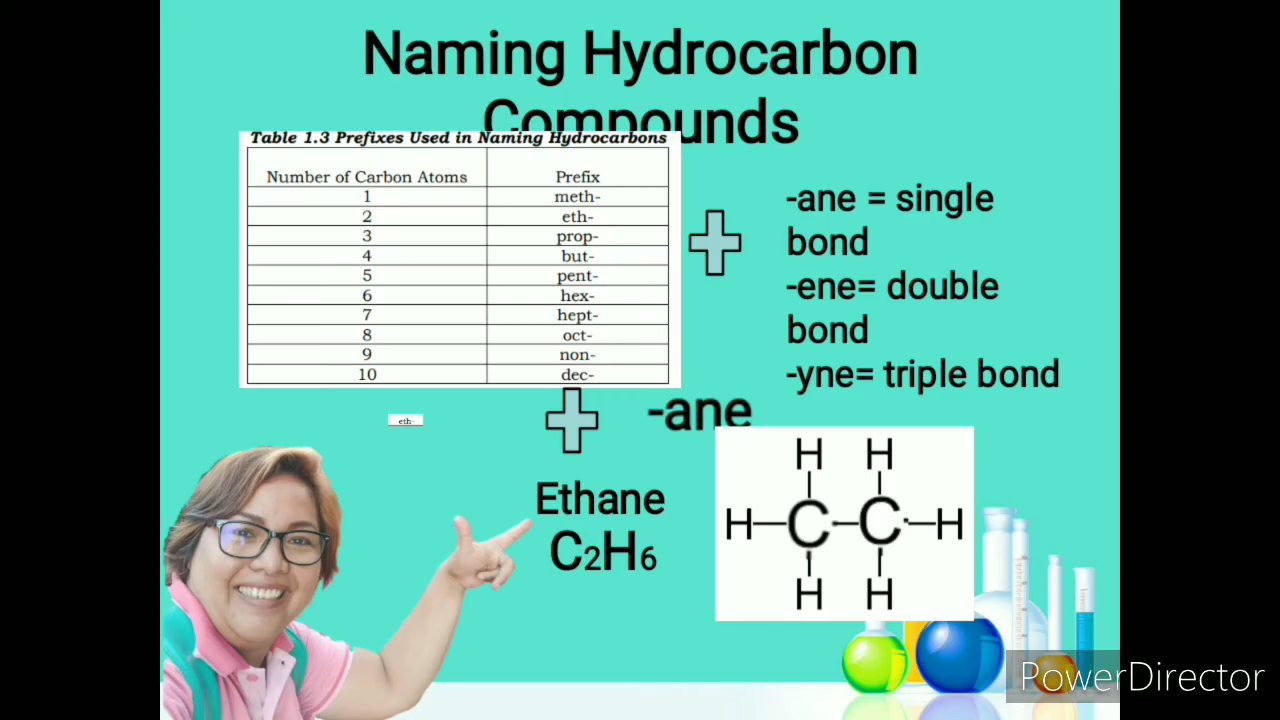 Naming Hydrocarbon
Compounds
Table 1.3 Prefixes Used in Naming Hydrocarbons
Number of Carbon Atoms Prefix
1 meth-
2 eth-
3 prop-
4 but-
5 pent-
6 hex-
7 hept-
8 oct-
9 non-
10 dec-
-ane = single
bond
-ene= double
bond
-yne= triple bond
eth-
-ane
Ethane
C2H6
H H
H C C H
H H
PowerDirector